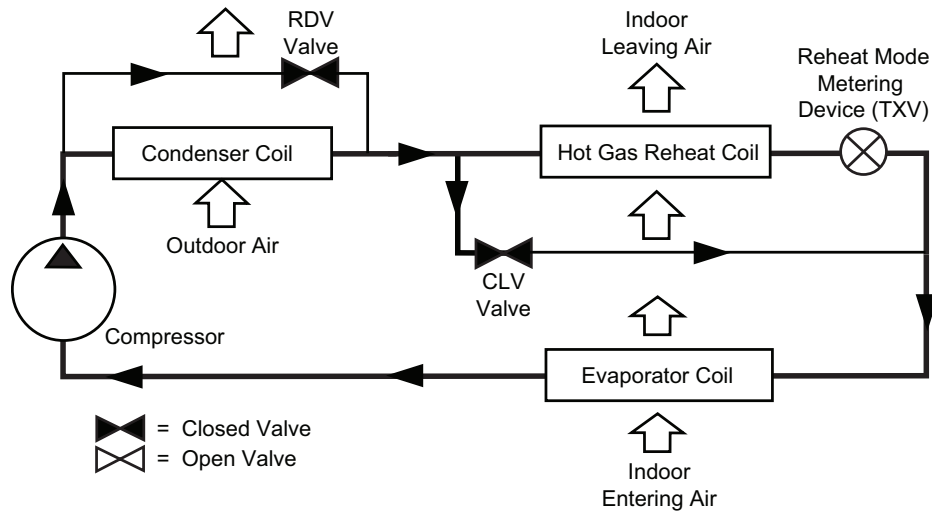 RDV
Valve
Indoor
Leaving Air
Reheat Mode
Metering
Device (TXV)
Condenser Coil
Hot Gas Reheat Coil
Outdoor Air
CLV
Valve
Compressor
Evaporator Coil
= Closed Valve
= Open Valve
Indoor
Entering Air